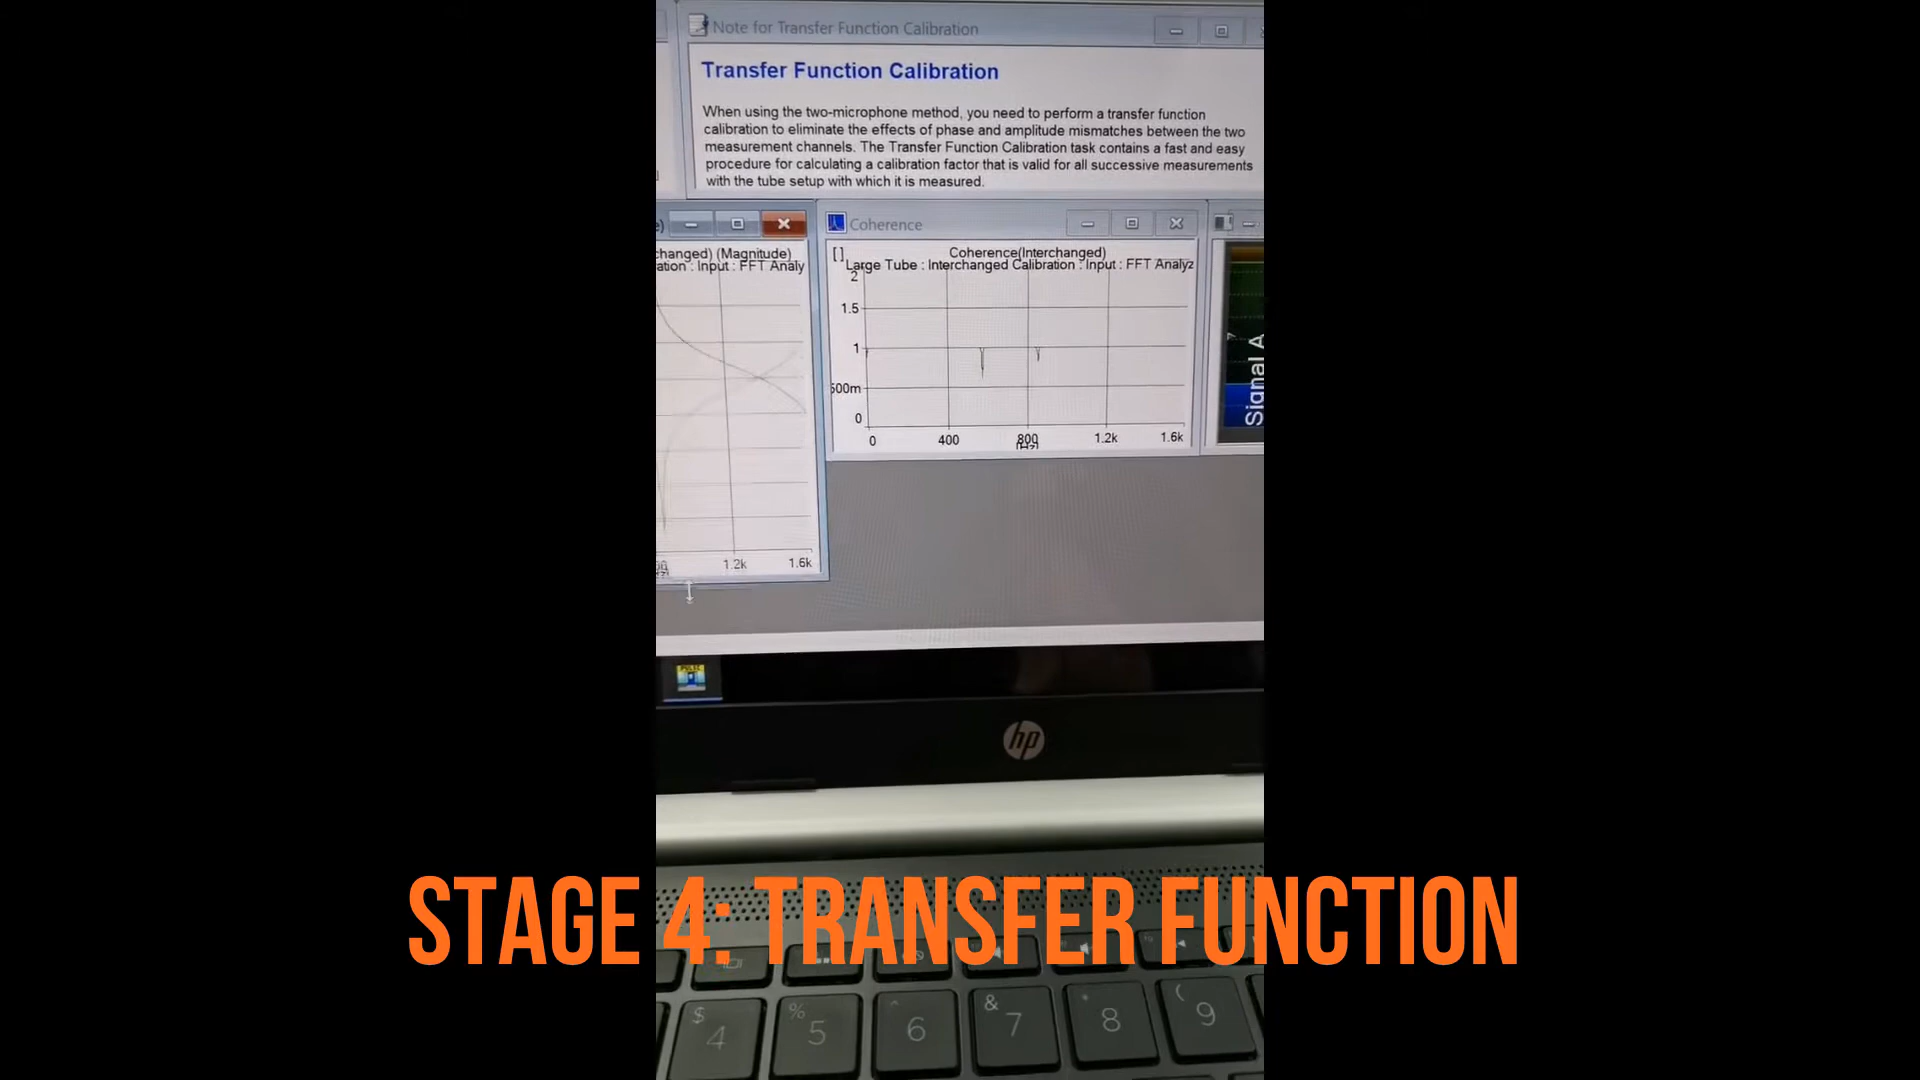 Note for Transfer Function Calibration
Transfer Function Calibration
When using the two-microphone method, you need to perform a transfer function
calibration to eliminate the effects of phase and amplitude mismatches between the two
measurement channels. The Transfer Function Calibration task contains a fast and easy
procedure for calculating a calibration factor that is valid for all successive measurements
with the tube setup with which it is measured.
changed) (Magnitude)
ation : Input : FFT Analy
1.2k 1.6k
Coherence
[ ] Coherence(Interchanged)
Large Tube : Interchanged Calibration : Input : FFT Analyz
2
1.5
1
500m
0
0 400 800 1.2k 1.6k
[Hz]
Signal A
PULSE
hp
STAGE 4: TRANSFER FUNCTION
$ % ^ & * (
4 5 6 7 8 9